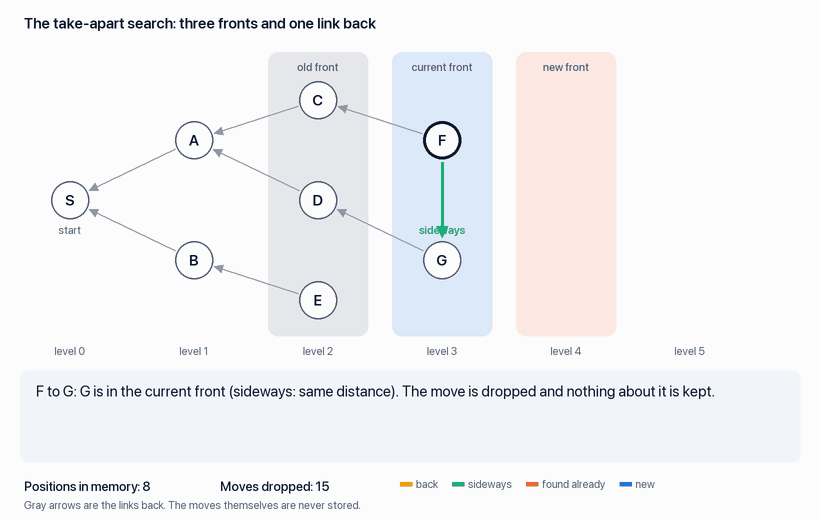 The take-apart search: three fronts and one link back
old front
current front
new front
C
A
F
S
D
start
sideways
B
G
E
level 0
level 1
level 2
level 3
level 4
level 5
F to G: G is in the current front (sideways: same distance). The move is dropped and nothing about it is kept.
Positions in memory: 8
Moves dropped: 15
back
sideways
found already
new
Gray arrows are the links back. The moves themselves are never stored.